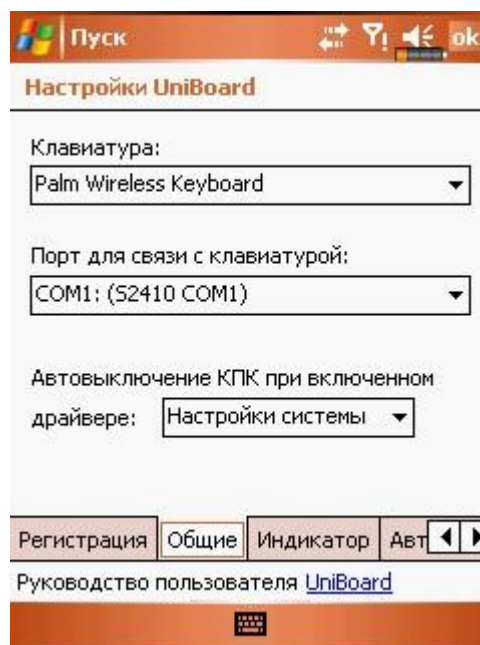 Пуск
ok
Настройки UniBoard
Клавиатура:
Palm Wireless Keyboard
Порт для связи с клавиатурой:
COM1: (S2410 COM1)
Автовыключение КПК при включенном
драйвере: Настройки системы
Регистрация Общие Индикатор Авт
Руководство пользователя UniBoard